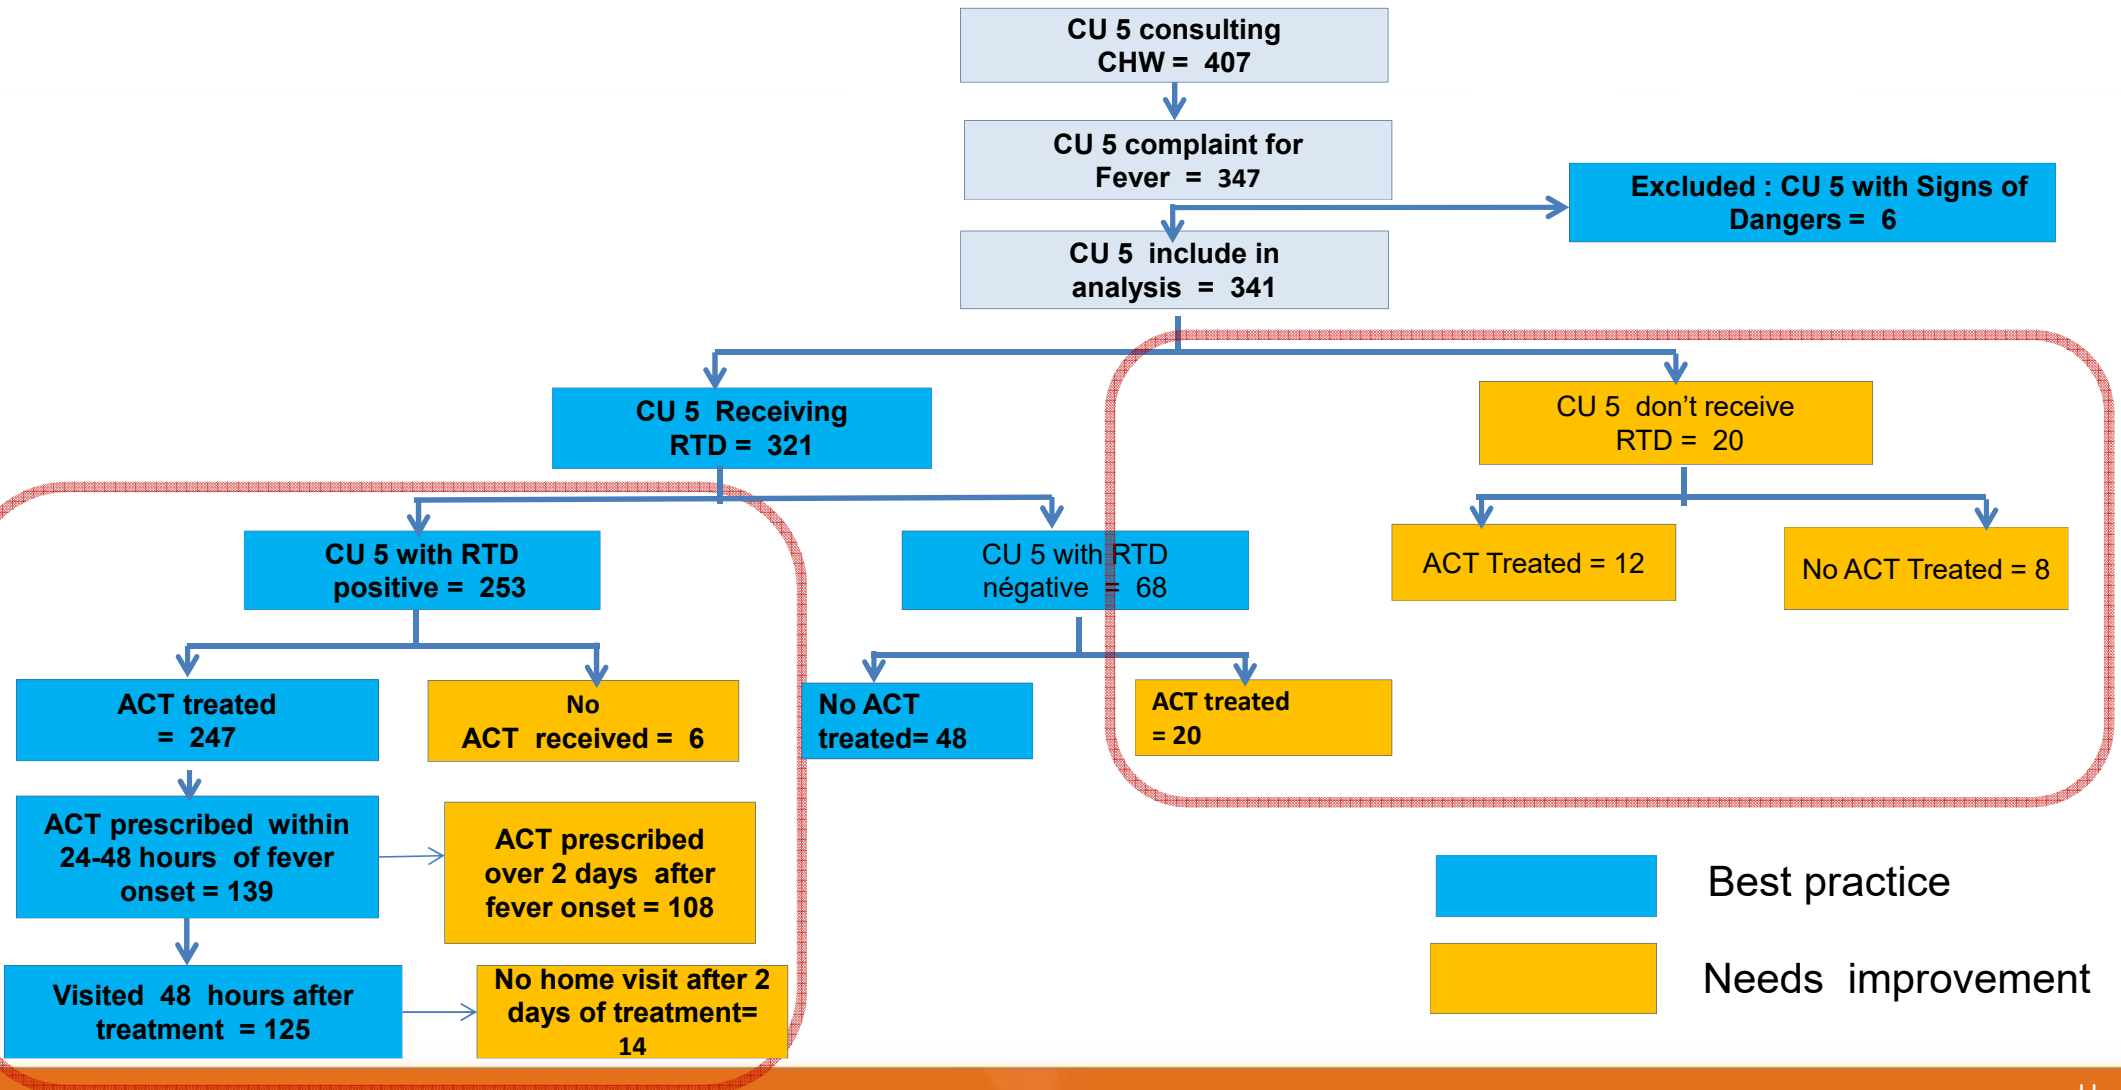 CU 5 consulting
CHW = 407
CU 5 complaint for
Fever = 347
Excluded : CU 5 with Signs of
Dangers = 6
CU 5 include in
analysis = 341
CU 5 Receiving
RTD = 321
CU 5 don't receive
RTD = 20
CU 5 with RTD
positive = 253
CU 5 with RTD
négative = 68
ACT Treated = 12
No ACT Treated = 8
ACT treated
= 247
No
ACT received = 6
No ACT
treated= 48
ACT treated
= 20
ACT prescribed within
24-48 hours of fever
onset = 139
ACT prescribed
over 2 days after
fever onset = 108
Visited 48 hours after
treatment = 125
No home visit after 2
days of treatment=
14
Best practice
Needs improvement